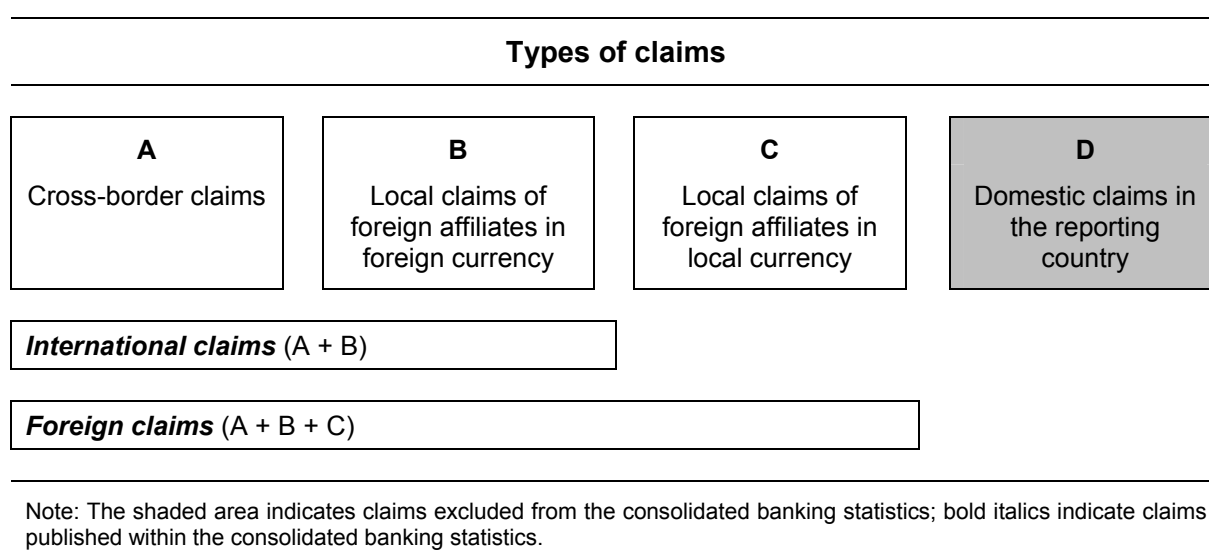 Types of claims
A
Cross-border claims
B
Local claims of
foreign affiliates in
foreign currency
C
Local claims of
foreign affiliates in
local currency
D
Domestic claims in
the reporting
country
International claims (A + B)
Foreign claims (A + B + C)
Note: The shaded area indicates claims excluded from the consolidated banking statistics; bold italics indicate claims
published within the consolidated banking statistics.